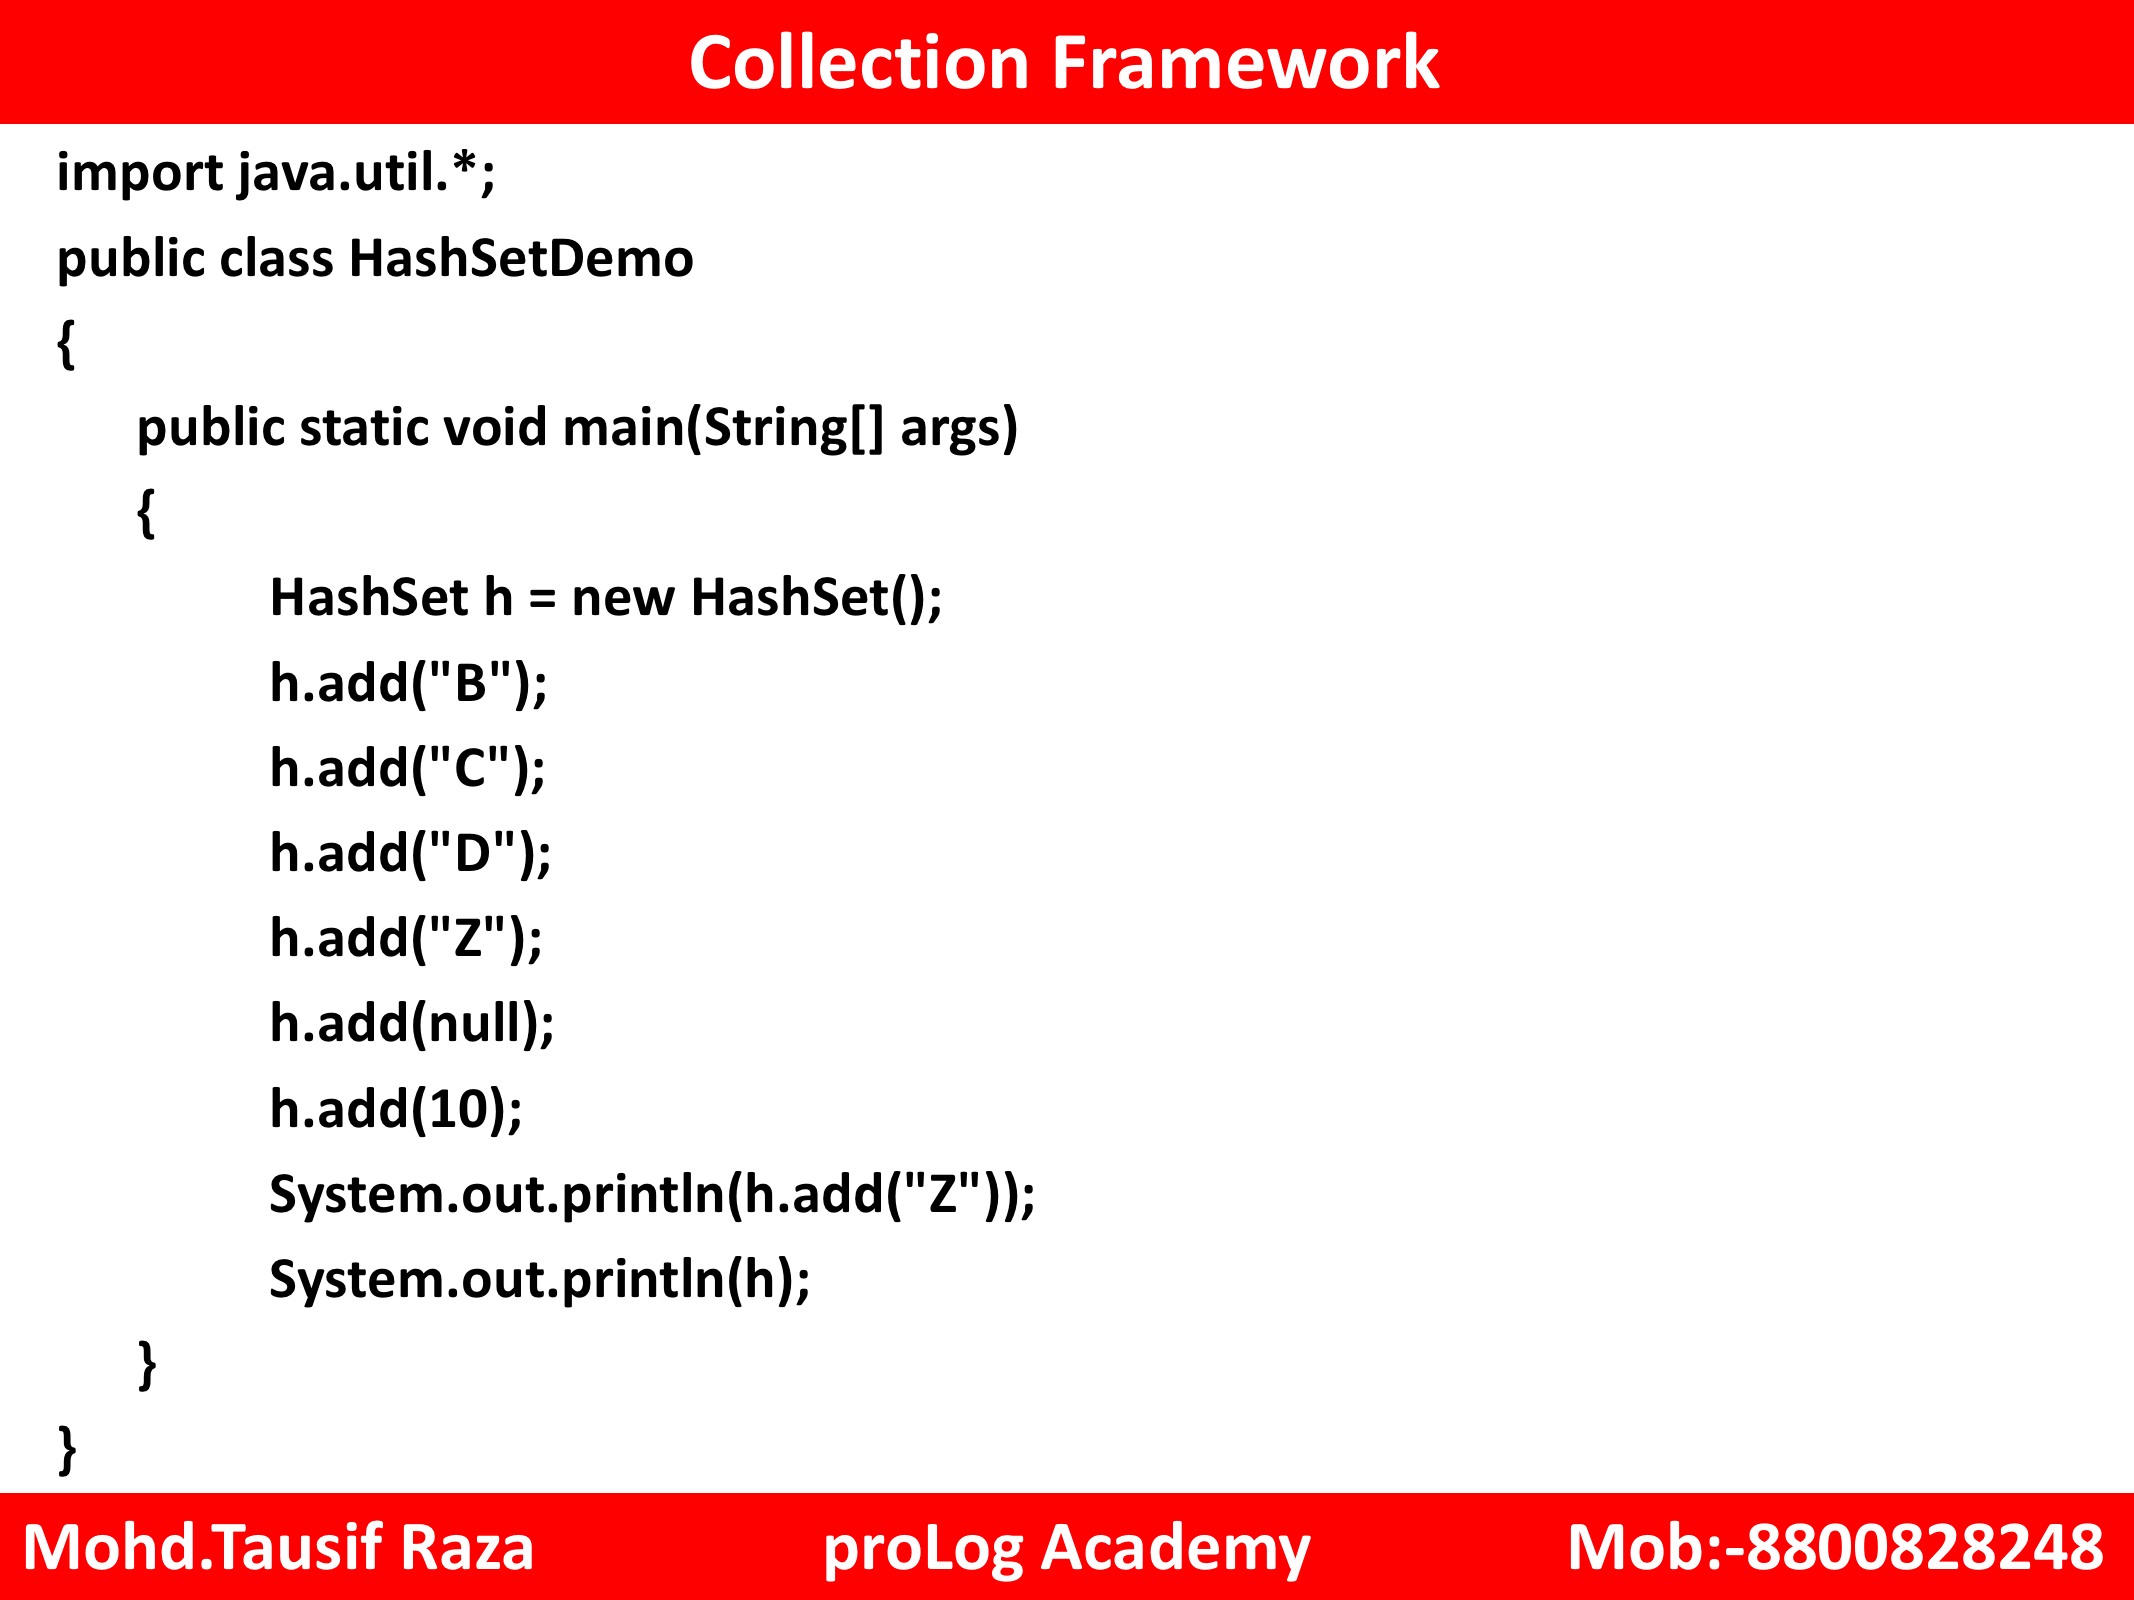 Collection Framework
import java.util.*;
public class HashSetDemo
{
public static void main(String[] args)
{
HashSet h = new HashSet();
h.add("B");
h.add("C");
h.add("D");
h.add("Z");
h.add(null);
h.add(10);
System.out.println(h.add("Z"));
System.out.println(h);
}
}
Mohd.Tausif Raza proLog Academy Mob:-8800828248